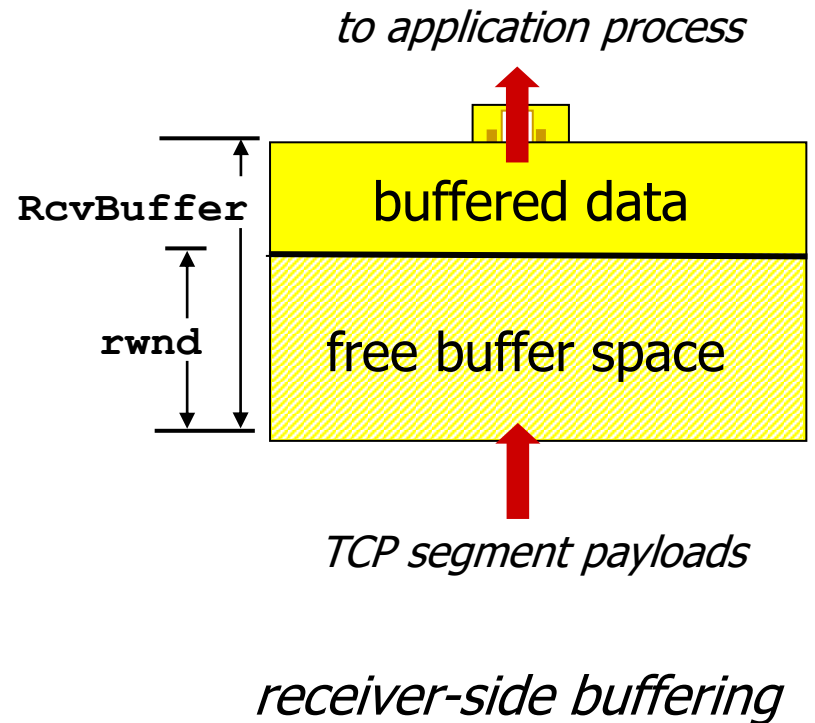 to application process
RcvBuffer
buffered data
rwnd
free buffer space
TCP segment payloads
receiver-side buffering